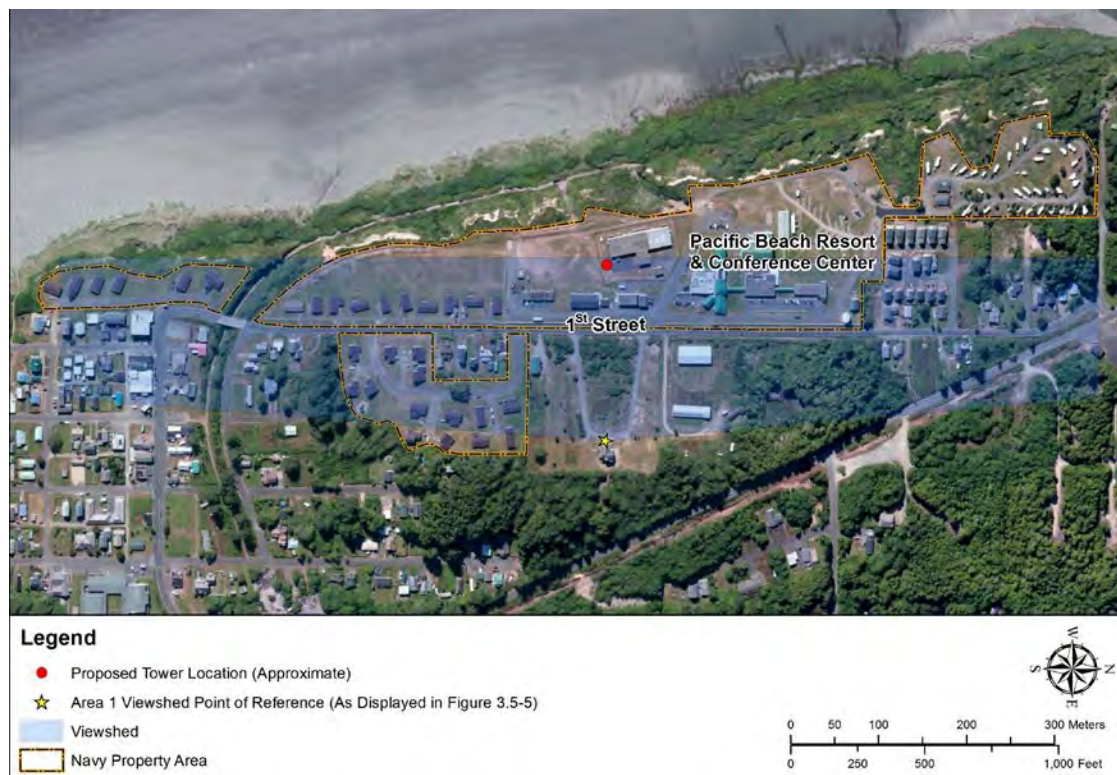 Pacific Beach Resort
& Conference Center
1St Street
Legend
Proposed Tower Location (Approximate)
Area 1 Viewshed Point of Reference (As Displayed in Figure 3.5-5)
Viewshed
Navy Property Area
W
S N
E
0 50 100 200 300 Meters
0 250 500 1,000 Feet